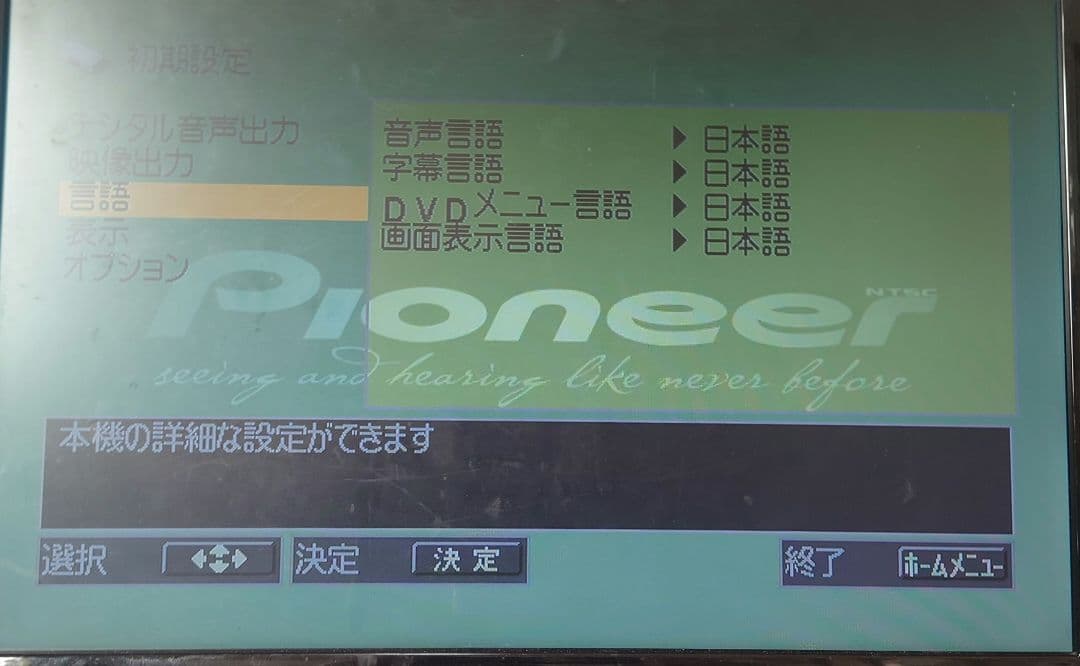 初期設定
デジタル音声出力
映像出力
言語
表示
オプション
音声言語 ▶ 日本語
字幕言語 ▶ 日本語
DVDメニュー言語 ▶ 日本語
画面表示言語 ▶ 日本語
NTSC
Pioneer
seeing and hearing like never before
本機の詳細な設定ができます
選択
決定 決定
終了 ホームメニュー